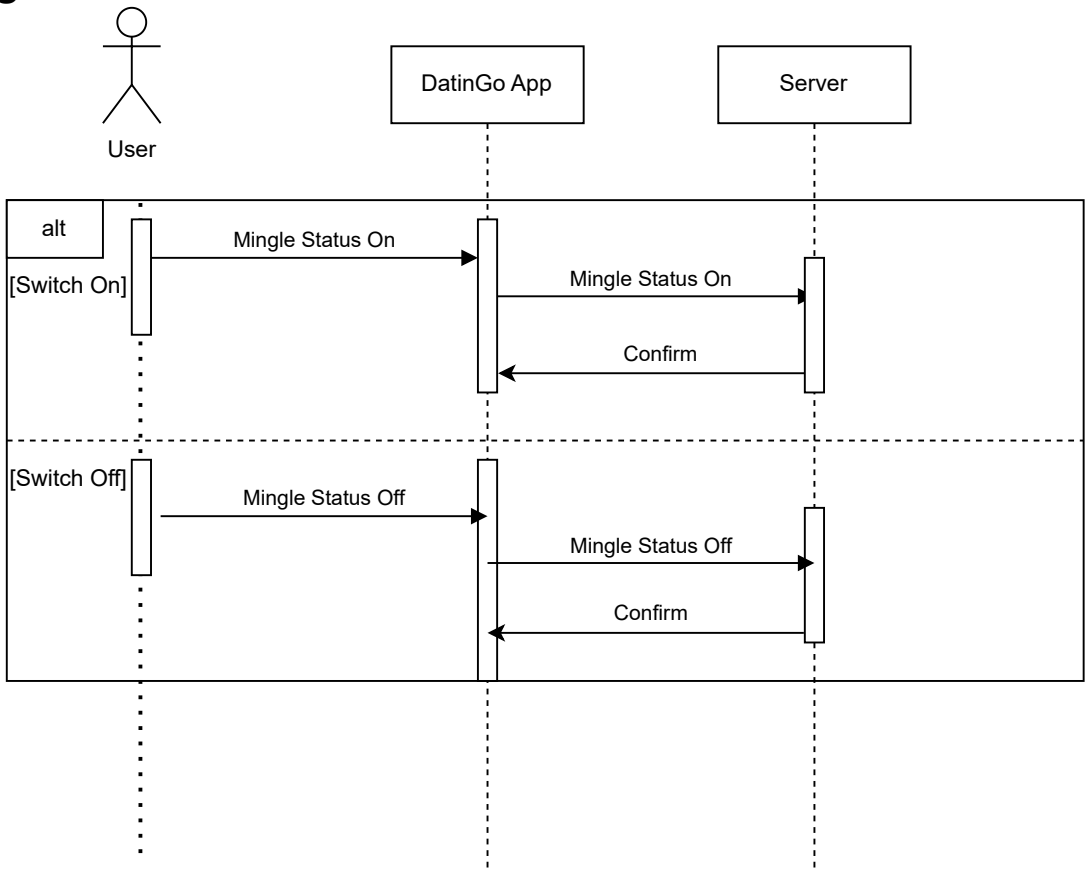 DatinGo App
Server
User
alt
Mingle Status On
[Switch On]
Mingle Status On
Confirm
[Switch Off]
Mingle Status Off
Mingle Status Off
Confirm